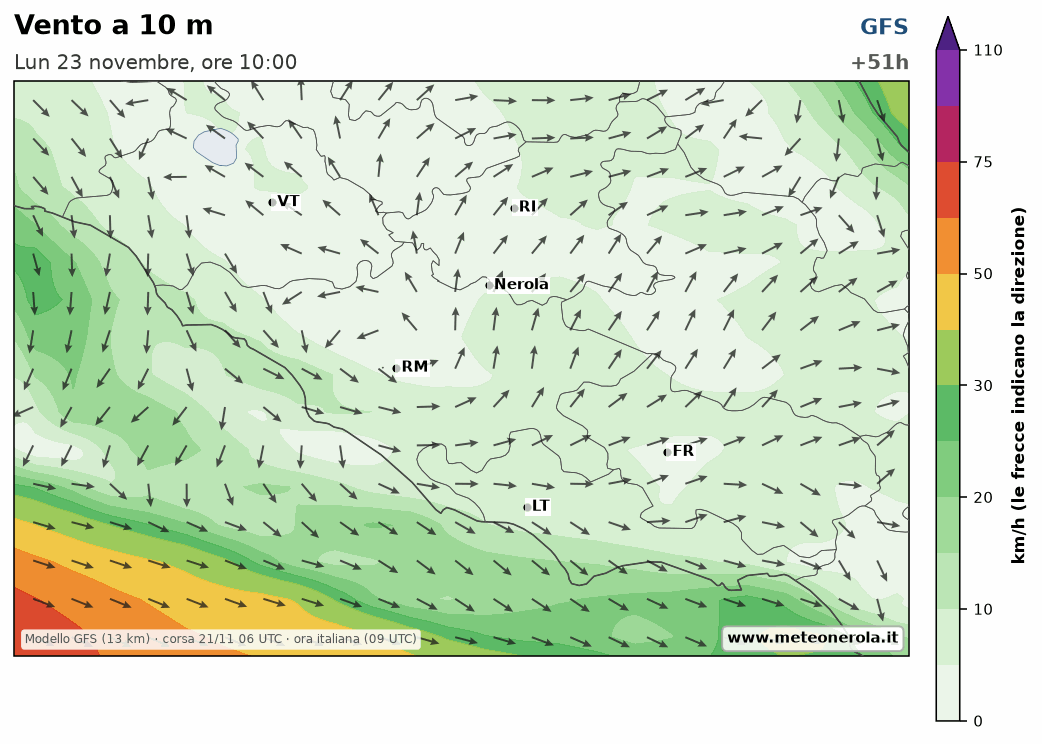 Vento a 10 m
GFS
Lun 23 novembre, ore 10:00
+51h
110
75
50
30
20
10
0
km/h (le frecce indicano la direzione)
VT
RI
Nerola
RM
FR
LT
Modello GFS (13 km) · corsa 21/11 06 UTC · ora italiana (09 UTC)
www.meteonerola.it